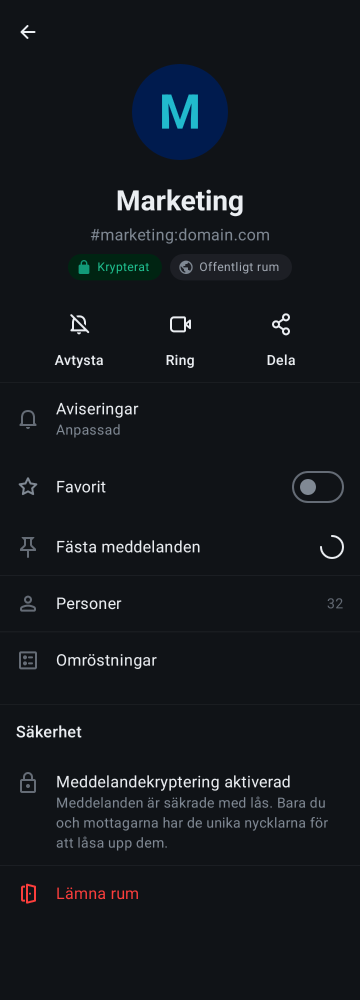 M
Marketing
#marketing:domain.com
Krypterat
Offentligt rum
Avtysta
Ring
Dela
Aviseringar
Anpassad
Favorit
Fästa meddelanden
Personer
32
Omröstningar
Säkerhet
Meddelandekryptering aktiverad
Meddelanden är säkrade med lås. Bara du
och mottagarna har de unika nycklarna för
att låsa upp dem.
Lämna rum